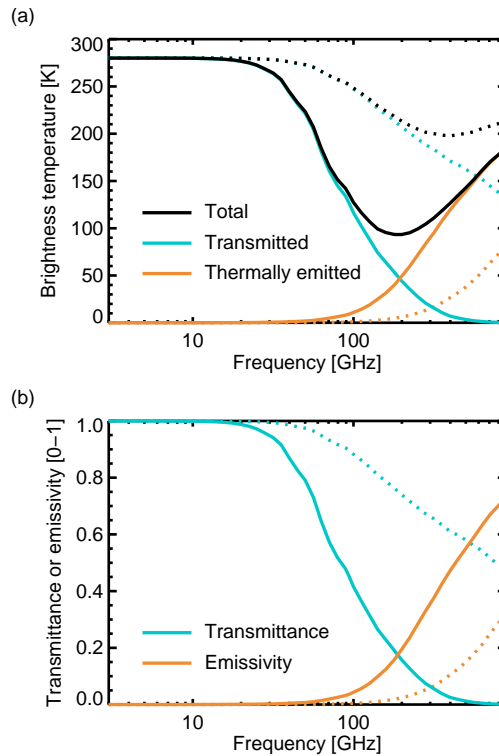 (a)
Brightness temperature [K]
300
250
200
150
100
50
0
Total
Transmitted
Thermally emitted
10
100
Frequency [GHz]
(b)
Transmittance or emissivity [0−1]
1.0
0.8
0.6
0.4
0.2
0.0
Transmittance
Emissivity
10
100
Frequency [GHz]